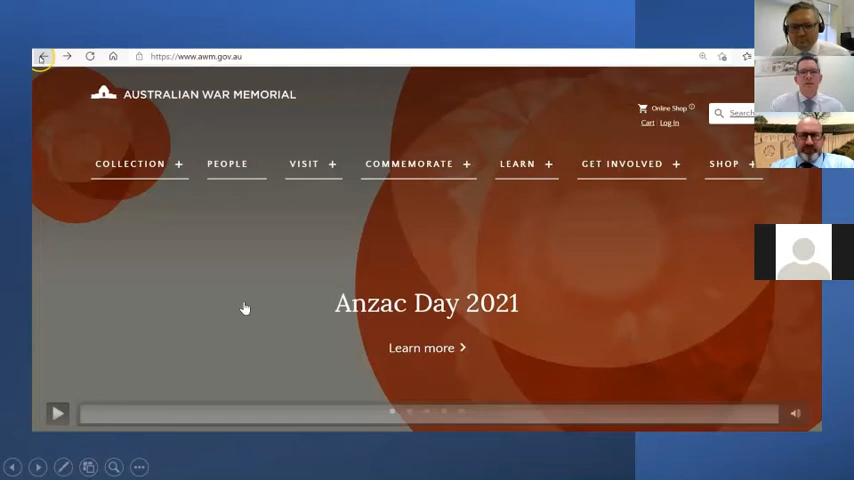 https://www.awm.gov.au
AUSTRALIAN WAR MEMORIAL
Online Shop
Cart Log In
Search
COLLECTION + PEOPLE VISIT + COMMEMORATE + LEARN + GET INVOLVED + SHOP +
Anzac Day 2021
Learn more >